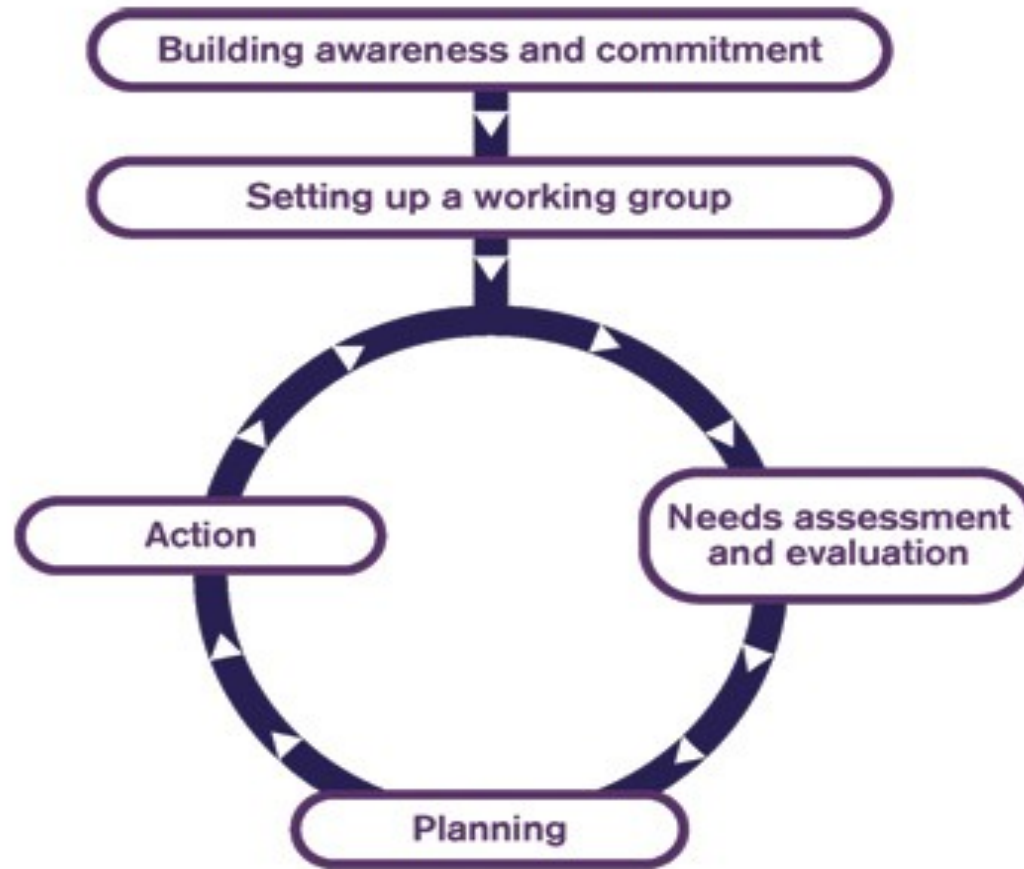 Building awareness and commitment
Setting up a working group
Needs assessment
and evaluation
Action
Planning